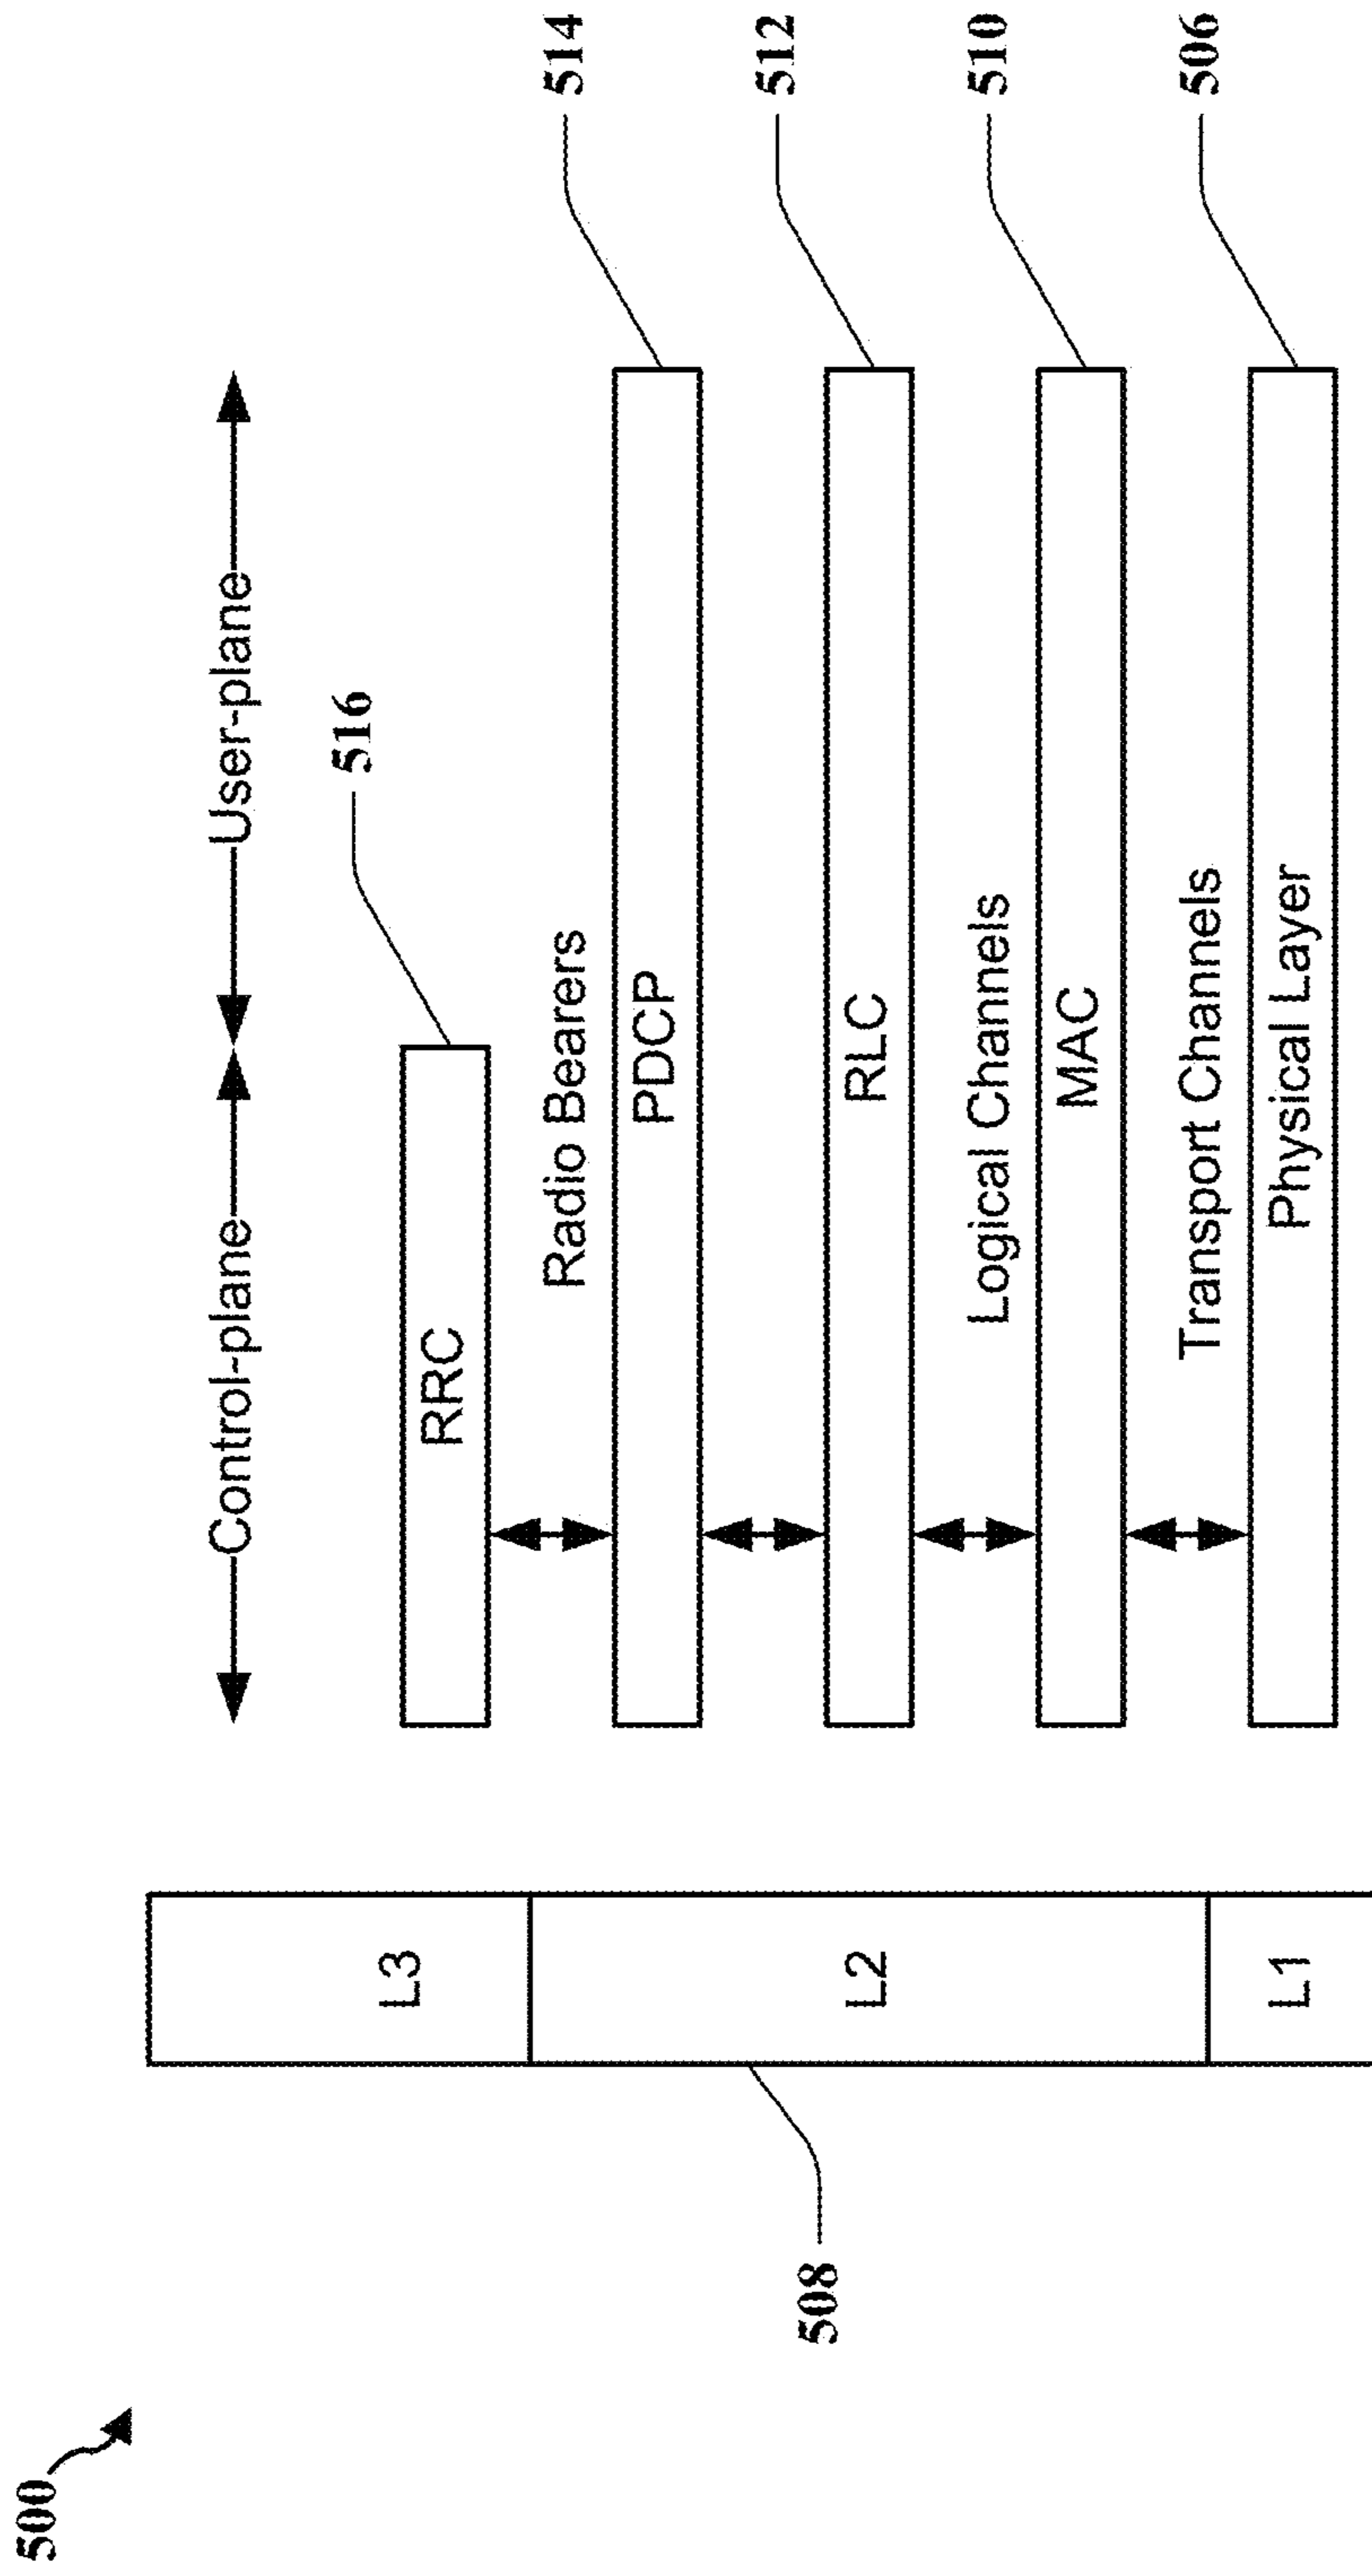 500
Control-plane
User-plane
516
RRC
Radio Bearers
514
PDCP
512
RLC
Logical Channels
510
MAC
Transport Channels
506
Physical Layer
L3
L2
L1
508